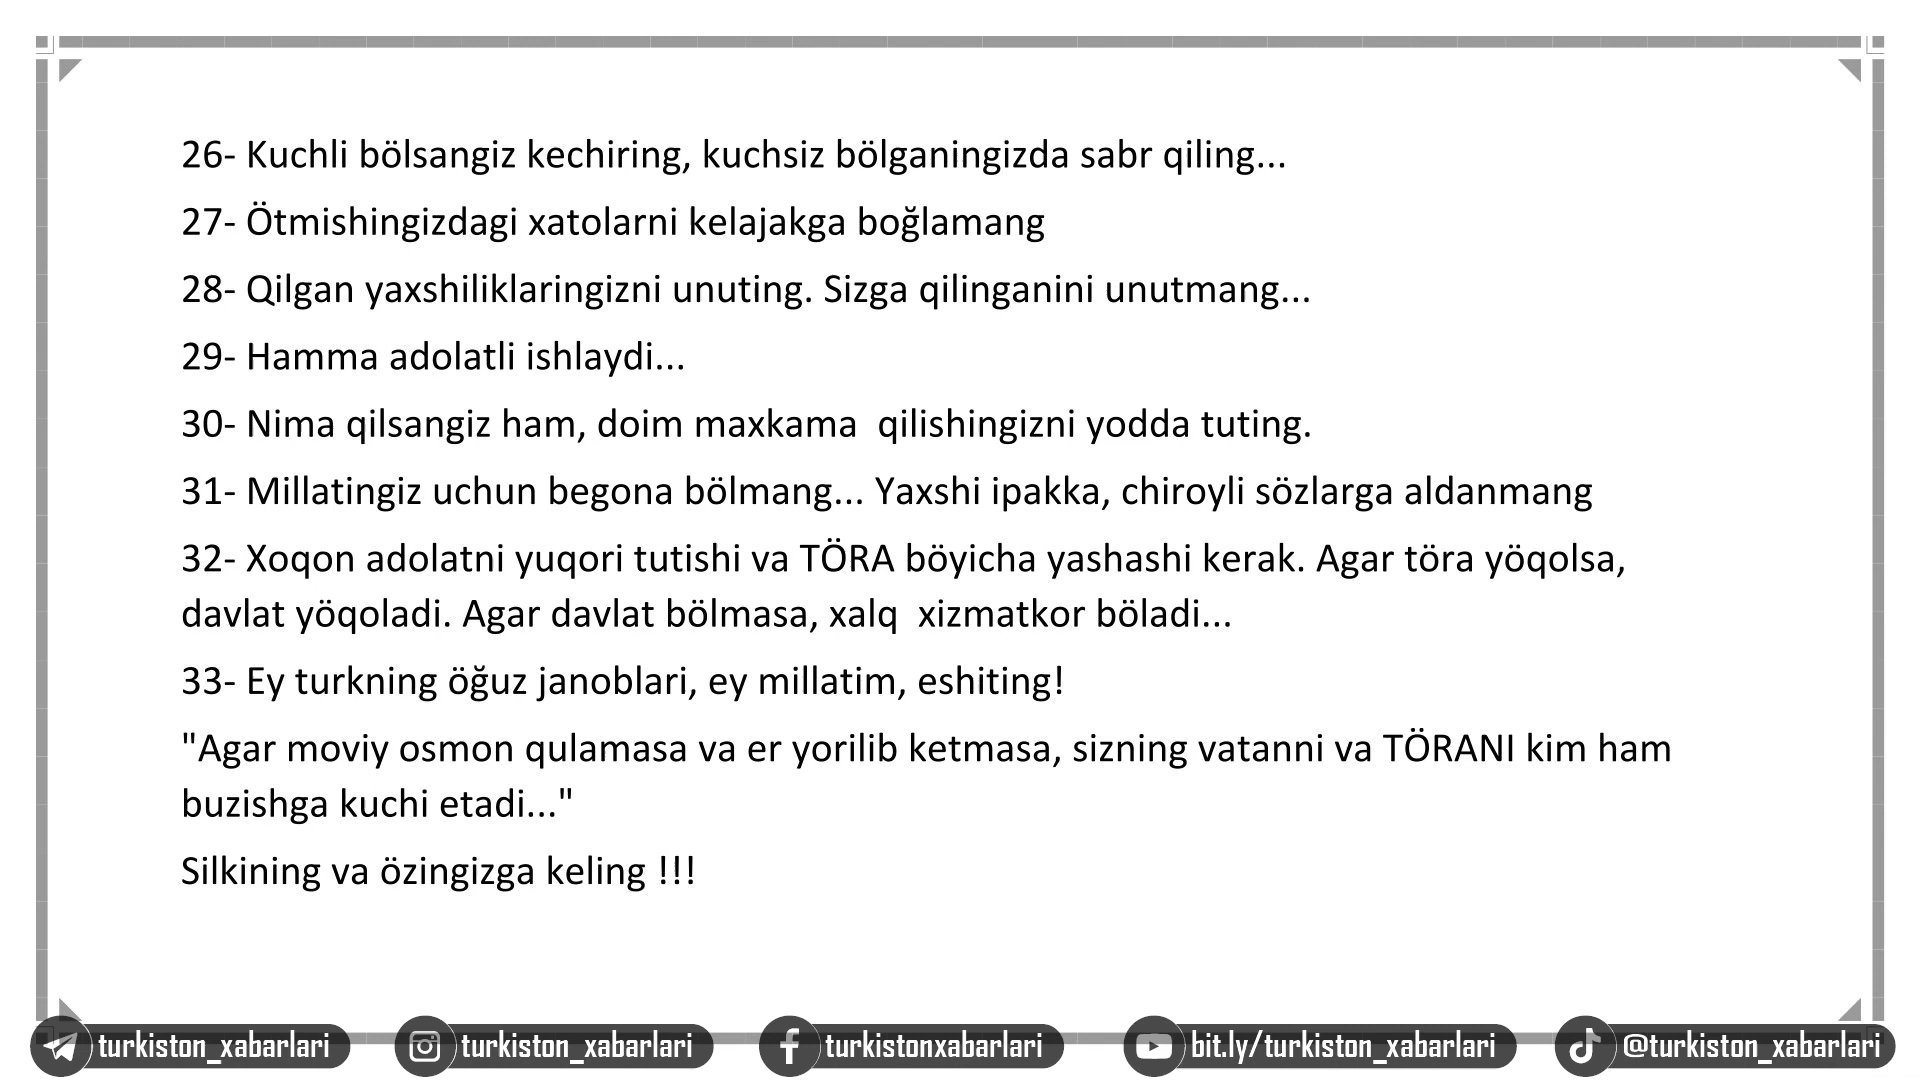 26- Kuchli bölsangiz kechiring, kuchsiz bölganingizda sabr qiling...
27- Ötmishingizdagi xatolarni kelajakga boğlamang
28- Qilgan yaxshiliklaringizni unuting. Sizga qilinganini unutmang...
29- Hamma adolatli ishlaydi...
30- Nima qilsangiz ham, doim maxkama  qilishingizni yodda tuting.
31- Millatingiz uchun begona bölmang... Yaxshi ipakka, chiroyli sözlarga aldanmang
32- Xoqon adolatni yuqori tutishi va TÖRA böyicha yashashi kerak. Agar töra yöqolsa,
davlat yöqoladi. Agar davlat bölmasa, xalq  xizmatkor böladi...
33- Ey turkning öğuz janoblari, ey millatim, eshiting!
"Agar moviy osmon qulamasa va er yorilib ketmasa, sizning vatanni va TÖRANI kim ham
buzishga kuchi etadi..."
Silkining va özingizga keling !!!
turkiston_xabarlari turkiston_xabarlari turkistonxabarlari bit.ly/turkiston_xabarlari @turkiston_xabarlari